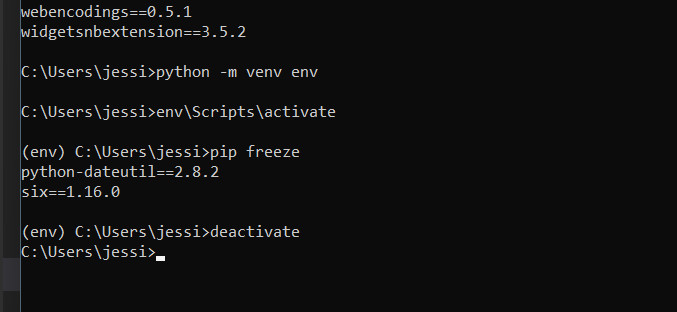 webencodings==0.5.1
widgetsnbextension==3.5.2
C:\Users\jessi>python -m venv env
C:\Users\jessi>env\Scripts\activate
(env) C:\Users\jessi>pip freeze
python-dateutil==2.8.2
six==1.16.0
(env) C:\Users\jessi>deactivate
C:\Users\jessi>